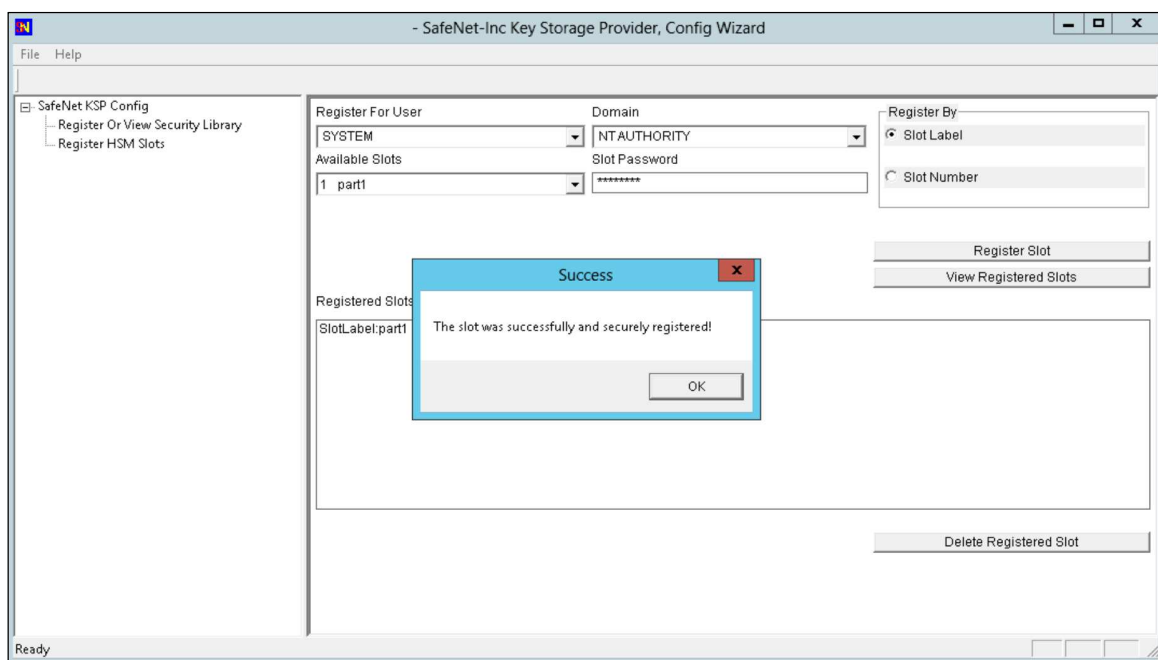 - SafeNet-Inc Key Storage Provider, Config Wizard
File Help
SafeNet KSP Config
Register Or View Security Library
Register HSM Slots
Register For User
Domain
Register By
SYSTEM
NT AUTHORITY
Slot Label
Available Slots
Slot Password
1 part1
********
Slot Number
Register Slot
View Registered Slots
Success
X
Registered Slots
SlotLabel:part1
The slot was successfully and securely registered!
OK
Delete Registered Slot
Ready